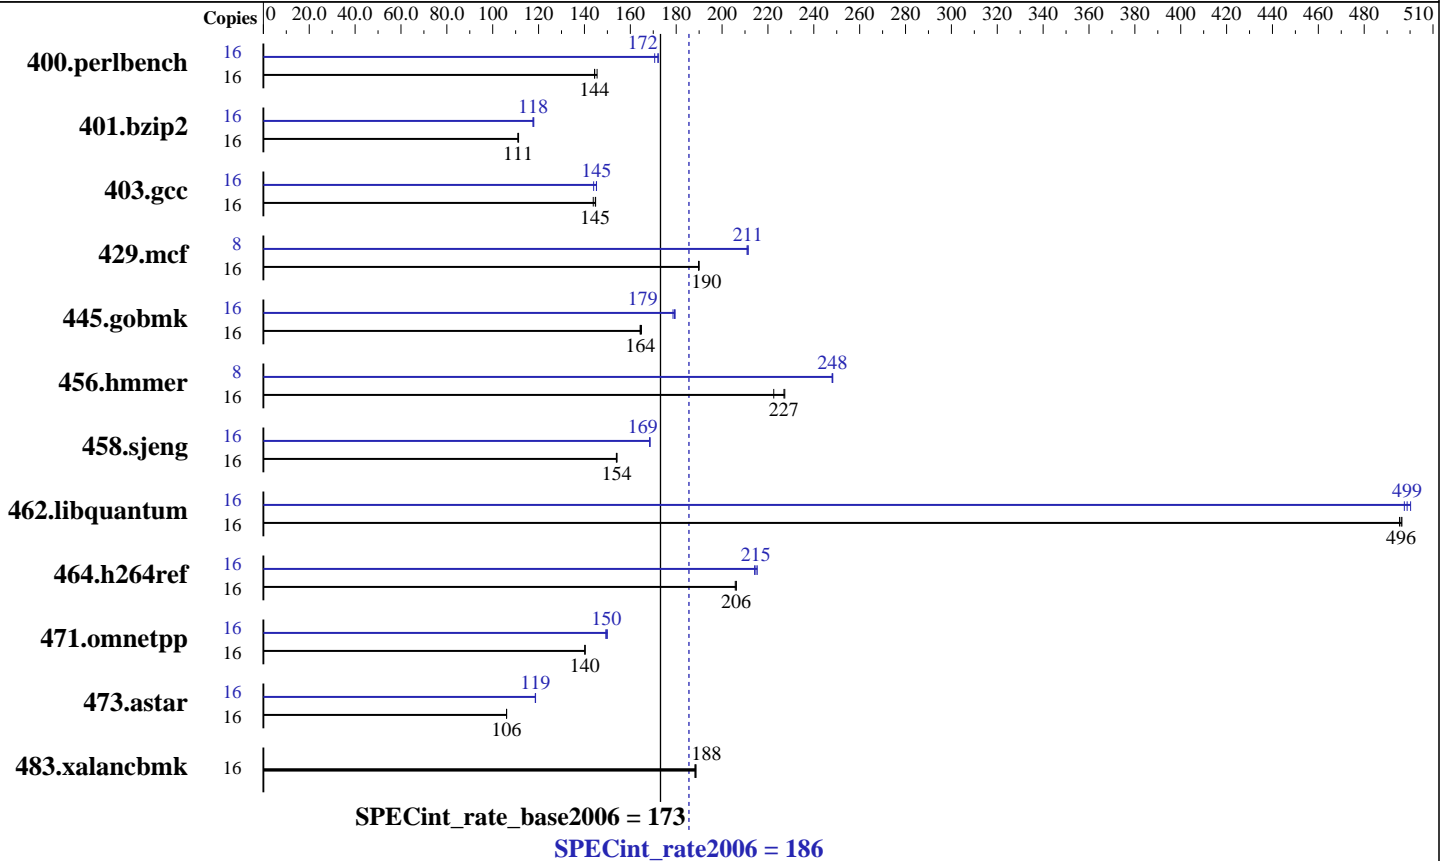 Copies 0 20.0 40.0 60.0 80.0 100 120 140 160 180 200 220 240 260 280 300 320 340 360 380 400 420 440 460 480 510
400.perlbench 16 172
16 144
401.bzip2 16 118
16 111
403.gcc 16 145
16 145
429.mcf 8 211
16 190
445.gobmk 16 179
16 164
456.hmmer 8 248
16 227
458.sjeng 16 169
16 154
462.libquantum 16 499
16 496
464.h264ref 16 215
16 206
471.omnetpp 16 150
16 140
473.astar 16 119
16 106
483.xalancbmk 16 188
SPECint_rate_base2006 = 173
SPECint_rate2006 = 186